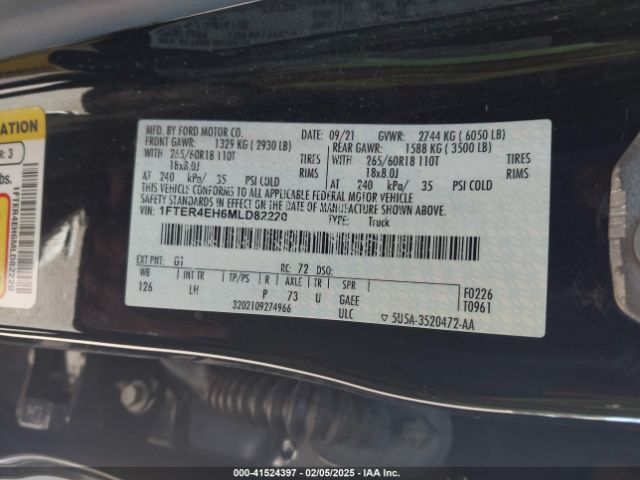 MFD. BY FORD MOTOR CO.
DATE: 09/21 GVWR: 2744 KG ( 6050 LB)
FRONT GAWR: 1329 KG ( 2930 LB) REAR GAWR: 1588 KG ( 3500 LB)
WITH 265/60R18 110T TIRES WITH 265/60R18 110T TIRES
18x8.0J RIMS 18x8.0J RIMS
AT 240 kPa/ 35 PSI COLD AT 240 kPa/ 35 PSI COLD
THIS VEHICLE CONFORMS TO ALL APPLICABLE FEDERAL MOTOR VEHICLE
SAFETY STANDARDS IN EFFECT ON THE DATE OF MANUFACTURE SHOWN ABOVE.
VIN: 1FTER4EH6MLD82220
TYPE: Truck
EXT PNT: G1 RC: 72 DSO:
WB INT TR TP/PS R AXLE TR SPR
126 LH P 73 U GAEE
3202109274966 ULC
F0226
T0961
5U5A-3520472-AA
ATION
R: 3
lbs.
1FTER4EH6MLD82220
000-41524397 - 02/05/2025 - IAA Inc.